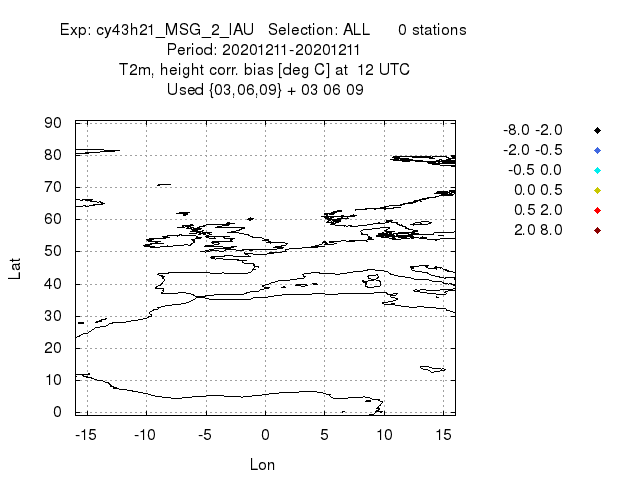 Exp: cy43h21_MSG_2_IAU Selection: ALL 0 stations
Period: 20201211-20201211
T2m, height corr. bias [deg C] at 12 UTC
Used {03,06,09} + 03 06 09
90
80
70
60
50
40
30
20
10
0
Lat
-15 -10 -5 0 5 10 15
Lon
-8.0 -2.0
-2.0 -0.5
-0.5 0.0
0.0 0.5
0.5 2.0
2.0 8.0